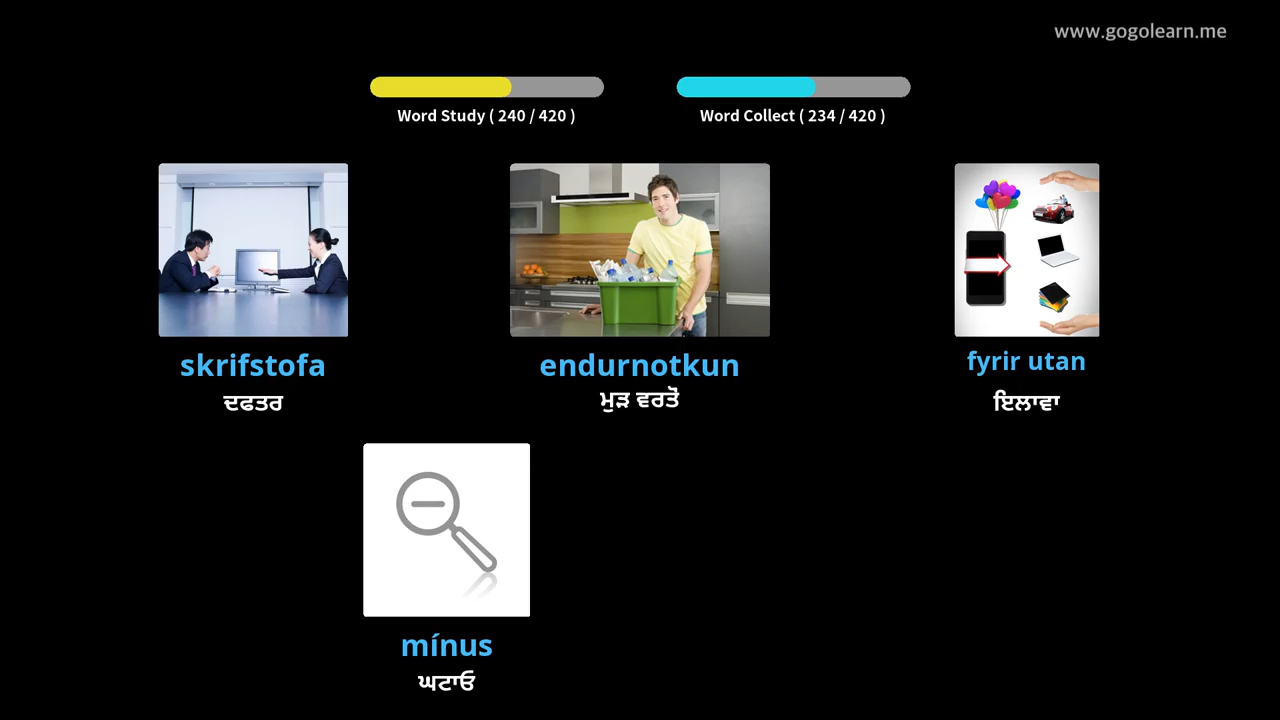 www.gogolearn.me
Word Study ( 240 / 420 )
Word Collect ( 234 / 420 )
skrifstofa
ਦਫਤਰ
endurnotkun
ਮੁੜ ਵਰਤੋਂ
fyrir utan
ਇਲਾਵਾ
mínus
ਘਟਾਓ